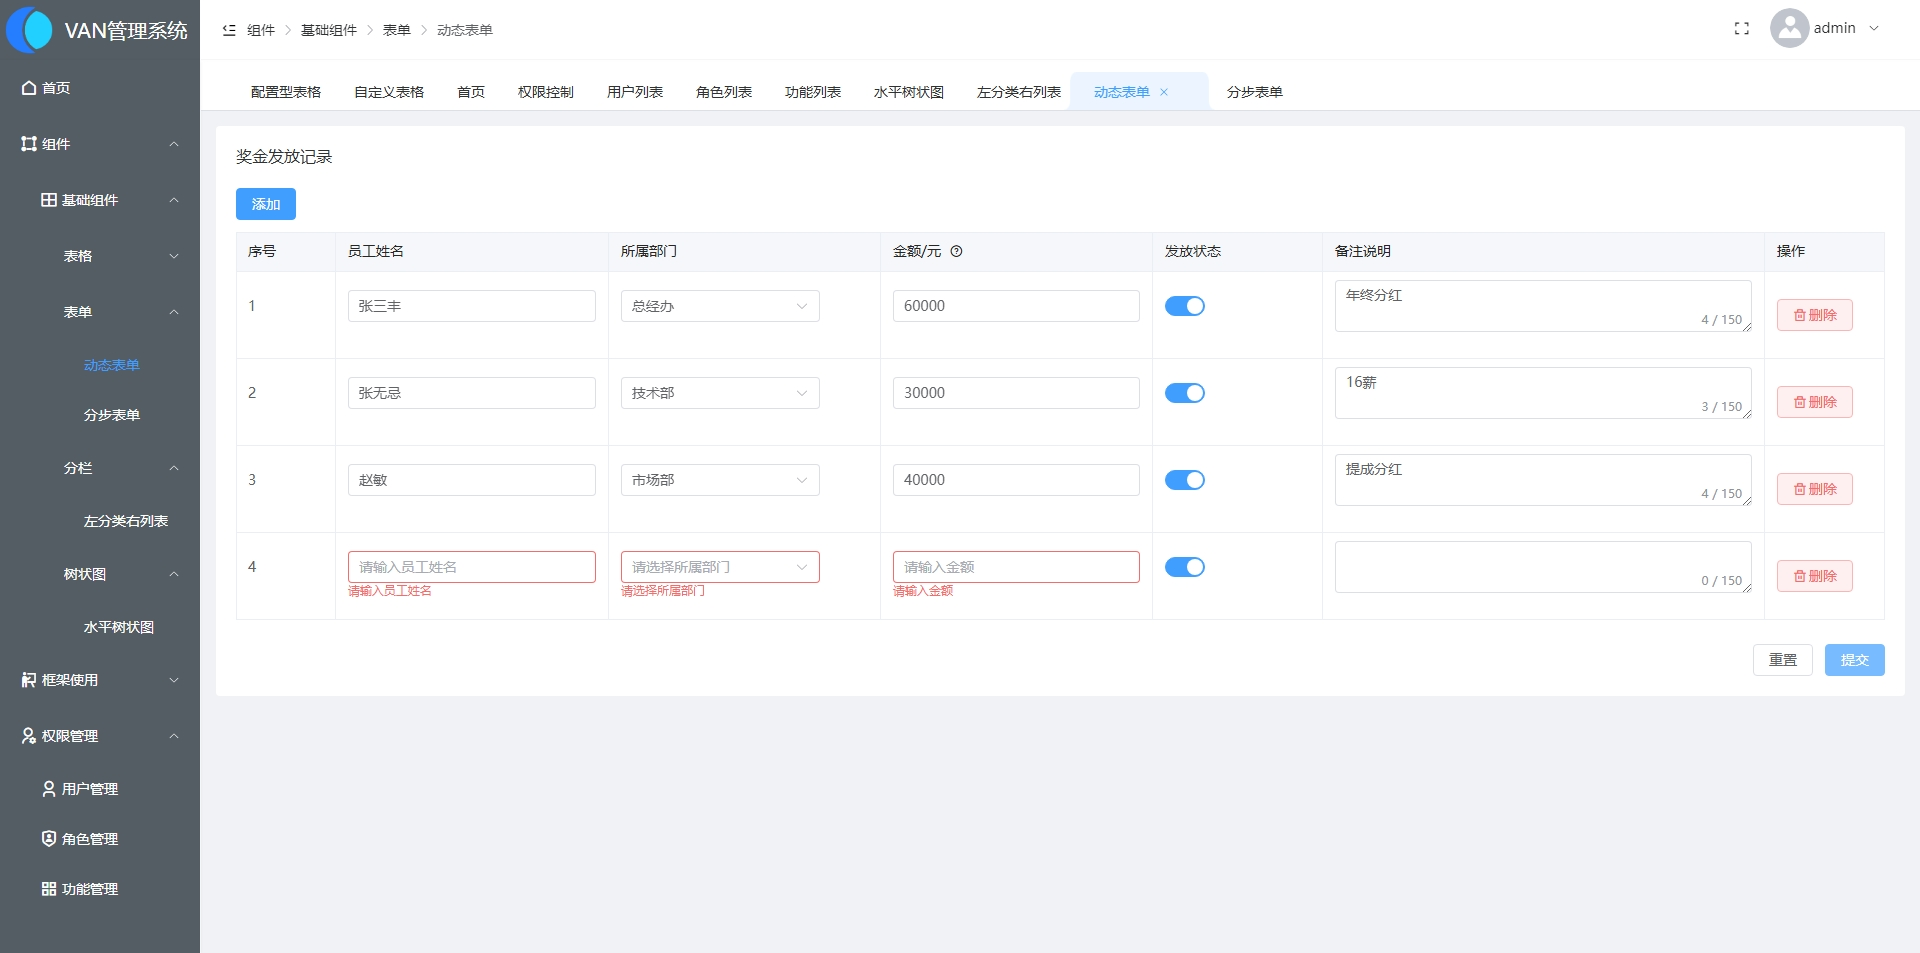 VAN管理系统
组件 基础组件 表单 动态表单
admin
首页
组件
基础组件
表格
表单
动态表单
分步表单
分栏
左分类右列表
树状图
水平树状图
框架使用
权限管理
用户管理
角色管理
功能管理
配置型表格 自定义表格 首页 权限控制 用户列表 角色列表 功能列表 水平树状图 左分类右列表 动态表单 分步表单
奖金发放记录
添加
序号 员工姓名 所属部门 金额/元 发放状态 备注说明 操作
1 张三丰 总经办 60000 年终分红 4 / 150 删除
2 张无忌 技术部 30000 16薪 3 / 150 删除
3 赵敏 市场部 40000 提成分红 4 / 150 删除
4 请输入员工姓名 请选择所属部门 请输入金额 0 / 150 删除
请输入员工姓名 请选择所属部门 请输入金额
重置 提交